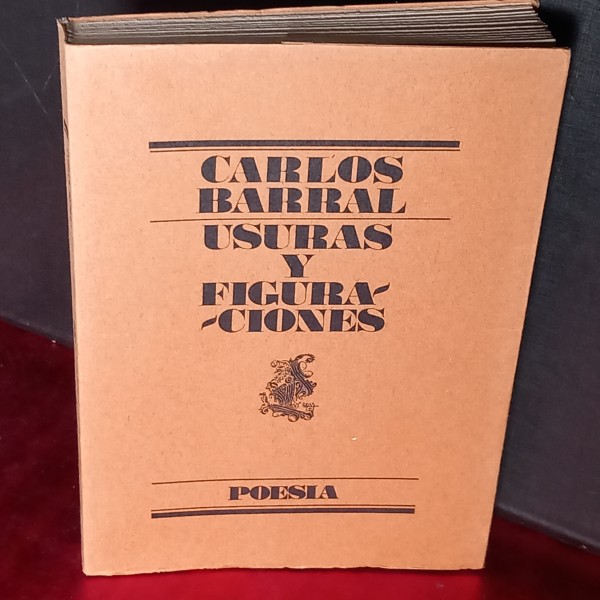 CARLOS
BARRAL
USURAS
Y
FIGURA-
-CIONES
POESIA